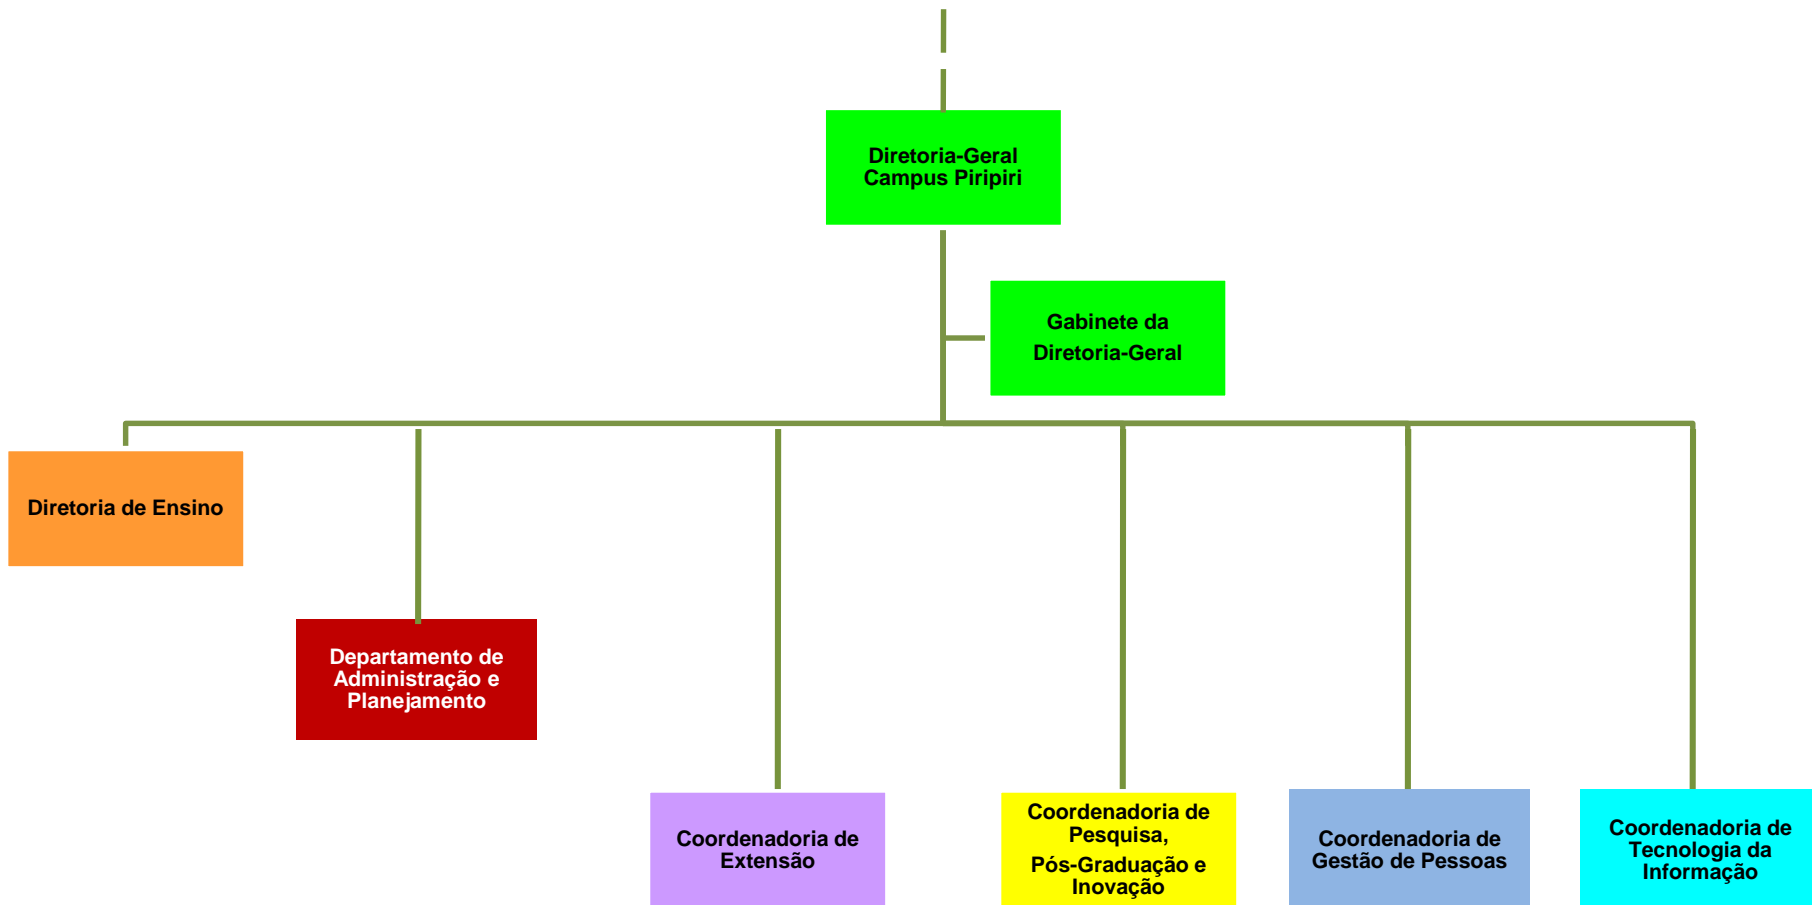 Diretoria-Geral
Campus Piripiri
Gabinete da
Diretoria-Geral
Diretoria de Ensino
Departamento de
Administração e
Planejamento
Coordenadoria de
Extensão
Coordenadoria de
Pesquisa,
Pós-Graduação e
Inovação
Coordenadoria de
Gestão de Pessoas
Coordenadoria de
Tecnologia da
Informação